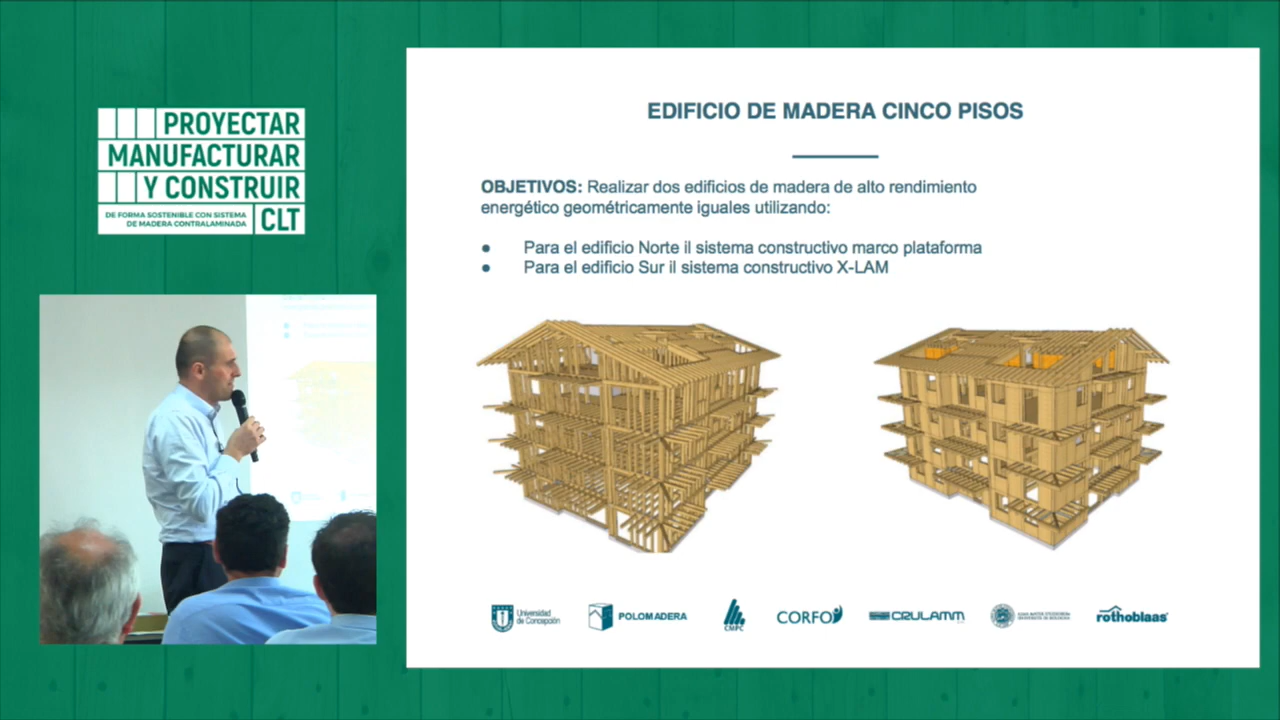 PROYECTAR
MANUFACTURAR
Y CONSTRUIR
DE FORMA SOSTENIBLE CON SISTEMA
DE MADERA CONTRALAMINADA
CLT
EDIFICIO DE MADERA CINCO PISOS
OBJETIVOS: Realizar dos edificios de madera de alto rendimiento
energético geométricamente iguales utilizando:
● Para el edificio Norte il sistema constructivo marco plataforma
● Para el edificio Sur il sistema constructivo X-LAM
Universidad
de Concepción
POLOMADERA
CMPC
CORFO
CRULAMM
rothoblaas